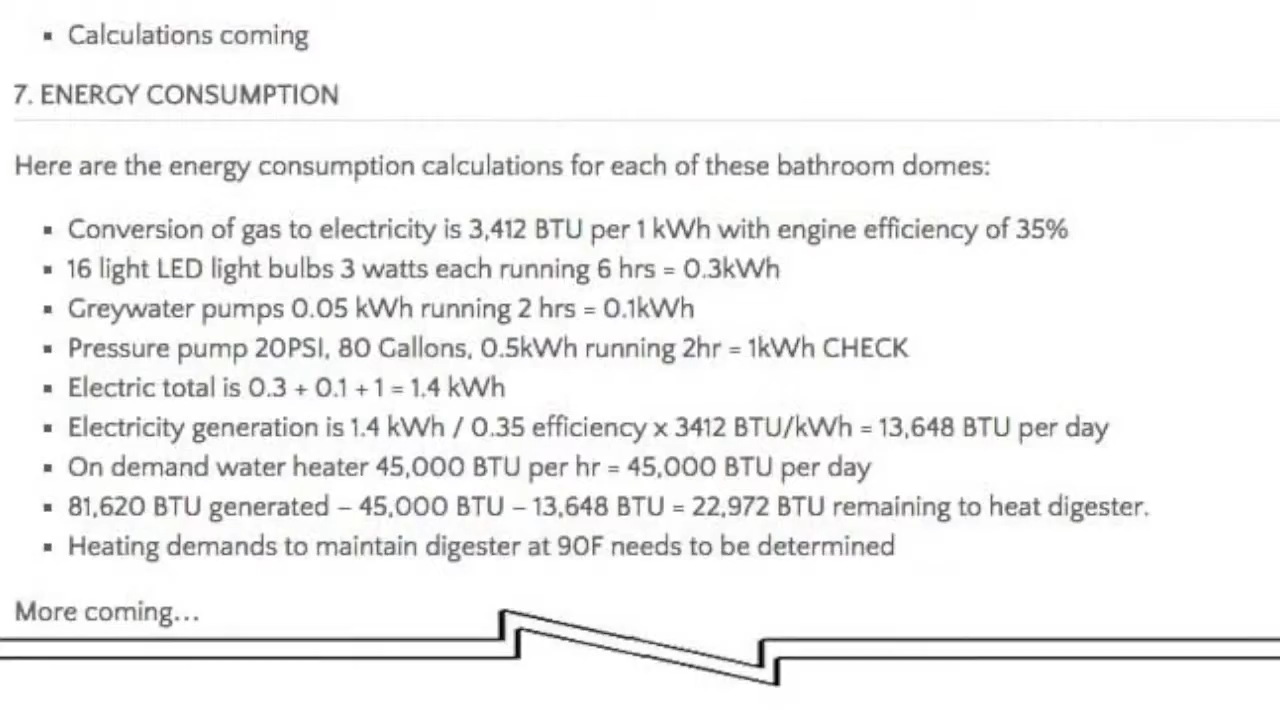 ▪ Calculations coming
7. ENERGY CONSUMPTION
Here are the energy consumption calculations for each of these bathroom domes:
▪ Conversion of gas to electricity is 3,412 BTU per 1 kWh with engine efficiency of 35%
▪ 16 light LED light bulbs 3 watts each running 6 hrs = 0.3kWh
▪ Greywater pumps 0.05 kWh running 2 hrs = 0.1kWh
▪ Pressure pump 20PSI, 80 Gallons, 0.5kWh running 2hr = 1kWh CHECK
▪ Electric total is 0.3 + 0.1 + 1 = 1.4 kWh
▪ Electricity generation is 1.4 kWh / 0.35 efficiency x 3412 BTU/kWh = 13,648 BTU per day
▪ On demand water heater 45,000 BTU per hr = 45,000 BTU per day
▪ 81,620 BTU generated – 45,000 BTU – 13,648 BTU = 22,972 BTU remaining to heat digester.
▪ Heating demands to maintain digester at 90F needs to be determined
More coming…